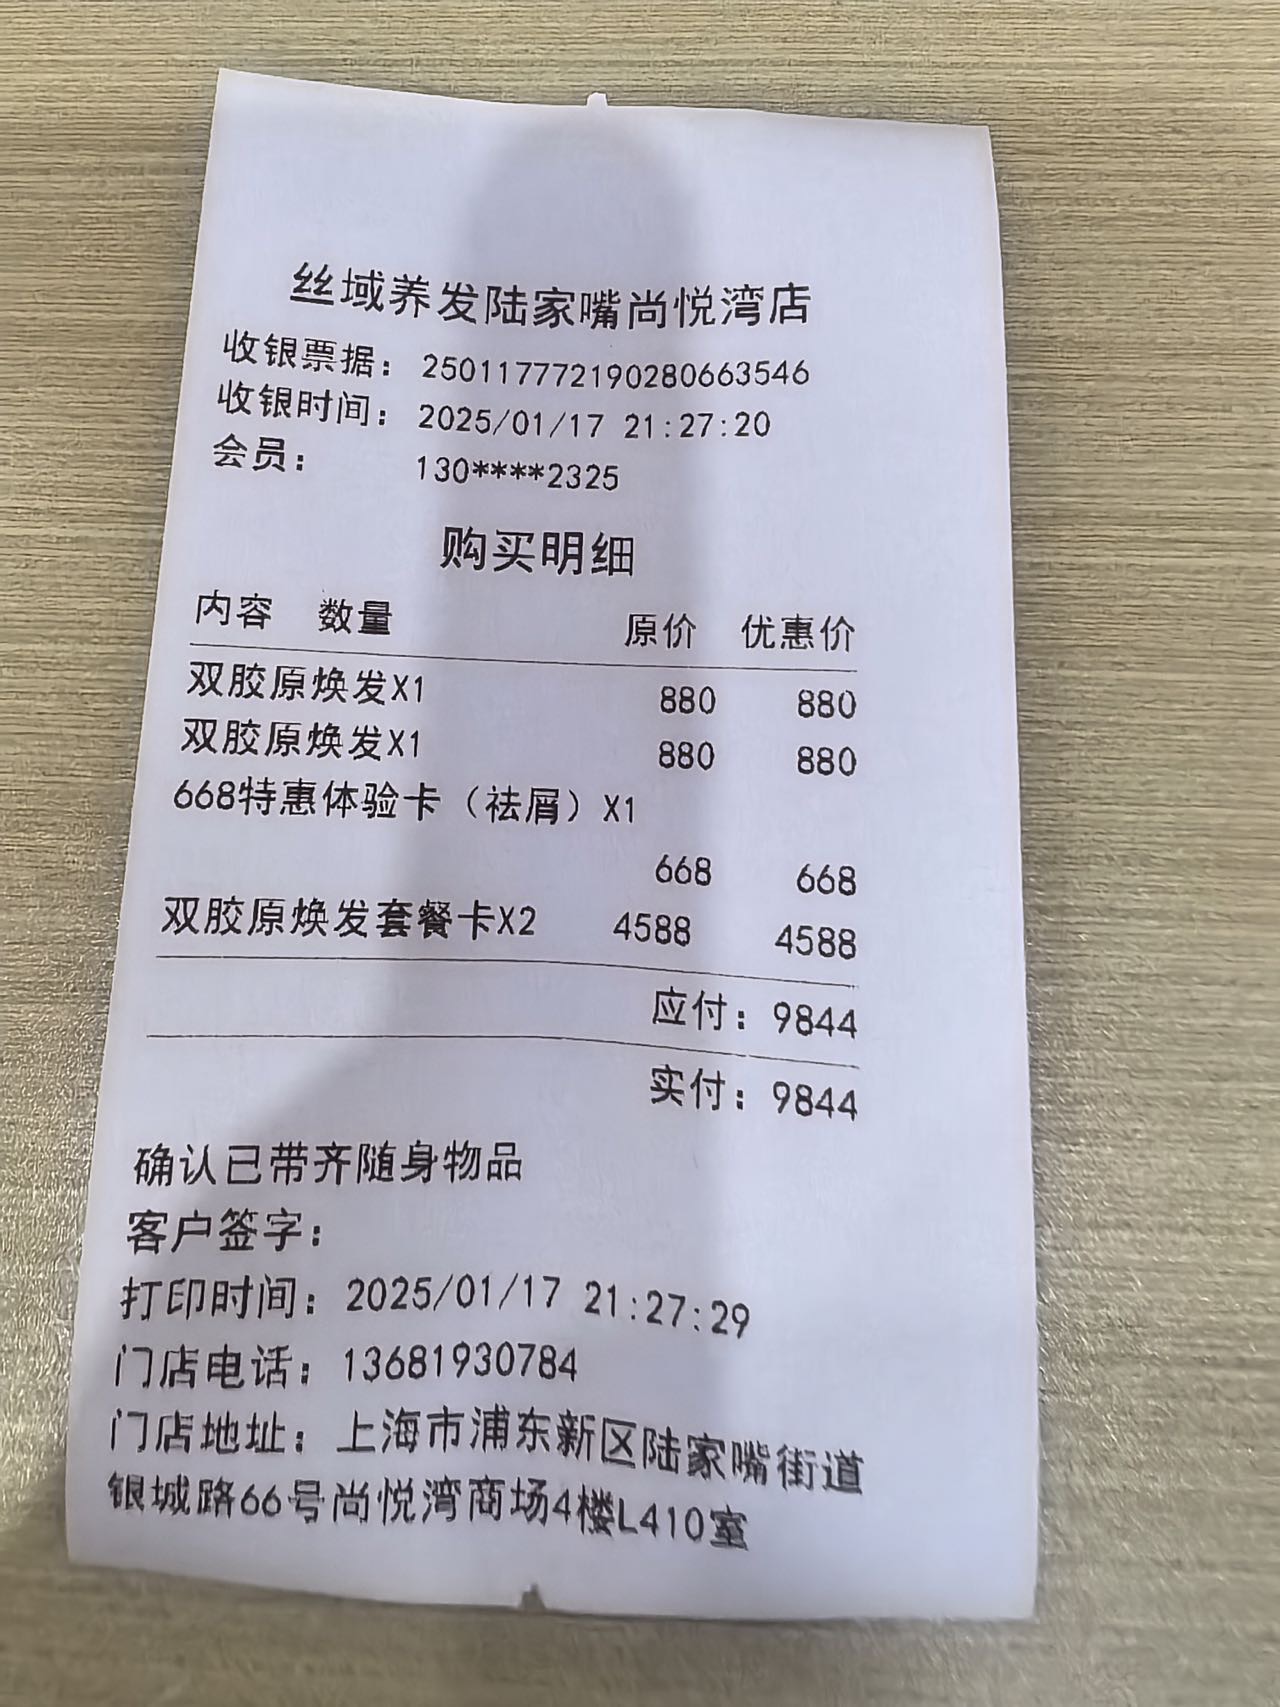 丝域养发陆家嘴尚悦湾店
收银票据：250117772190280663546
收银时间：2025/01/17 21:27:20
会员：130****2325
购买明细
内容 数量 原价 优惠价
双胶原焕发X1 880 880
双胶原焕发X1 880 880
668特惠体验卡（祛屑）X1
668 668
双胶原焕发套餐卡X2 4588 4588
应付：9844
实付：9844
确认已带齐随身物品
客户签字：
打印时间：2025/01/17 21:27:29
门店电话：13681930784
门店地址：上海市浦东新区陆家嘴街道
银城路66号尚悦湾商场4楼L410室